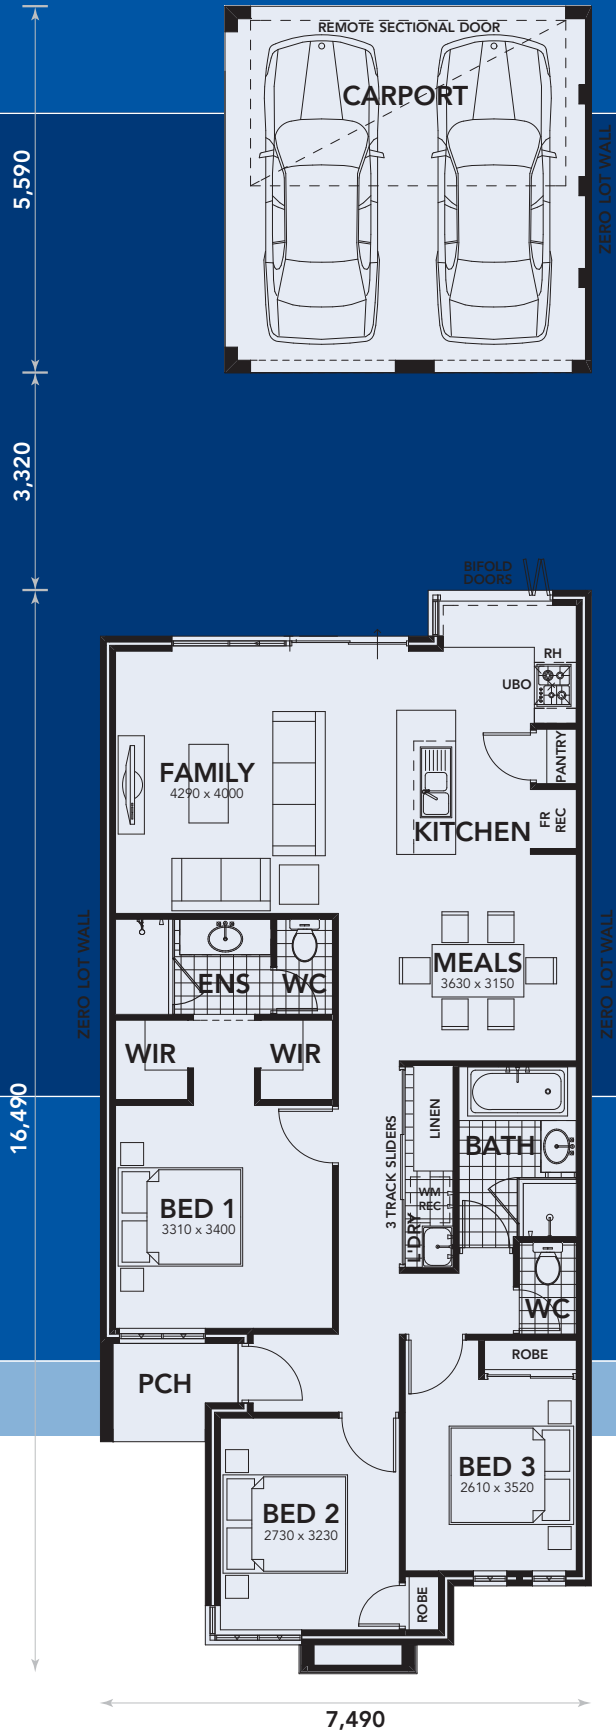 REMOTE SECTIONAL DOOR
CARPORT
5,590
ZERO LOT WALL
3,320
BIFOLD
DOORS
RH
UBO
PANTRY
FAMILY
4290 x 4000
KITCHEN
FR
REC
ZERO LOT WALL
ENS
WC
MEALS
3630 x 3150
ZERO LOT WALL
WIR
WIR
16,490
3 TRACK SLIDERS
LINEN
BATH
WM
REC
L'DRY
BED 1
3310 x 3400
WC
PCH
ROBE
BED 3
2610 x 3520
BED 2
2730 x 3230
ROBE
7,490